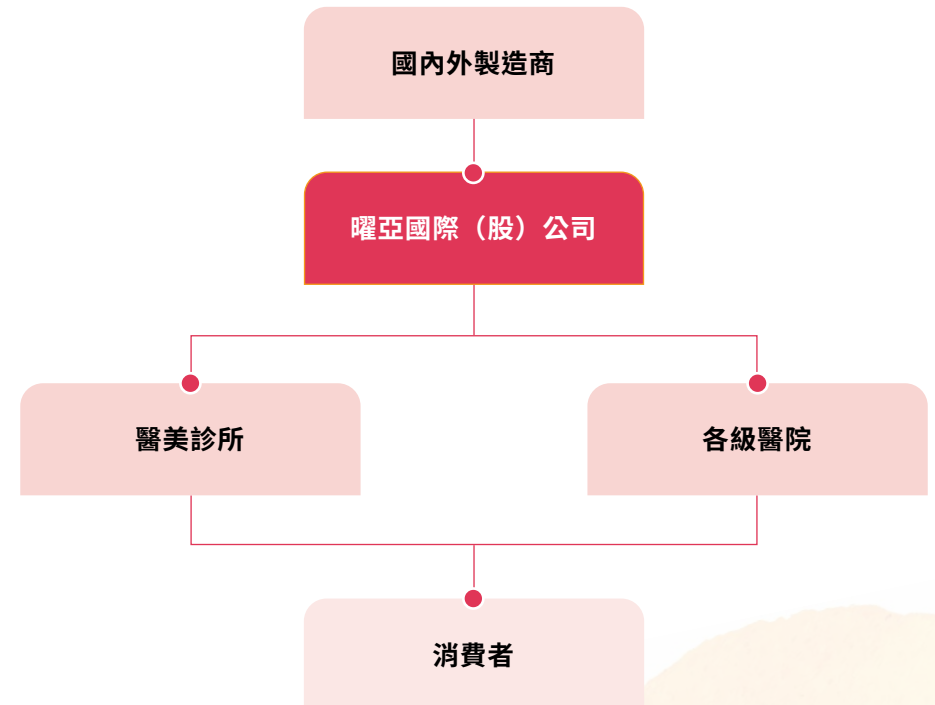 國內外製造商
曜亞國際（股）公司
醫美診所
各級醫院
消費者